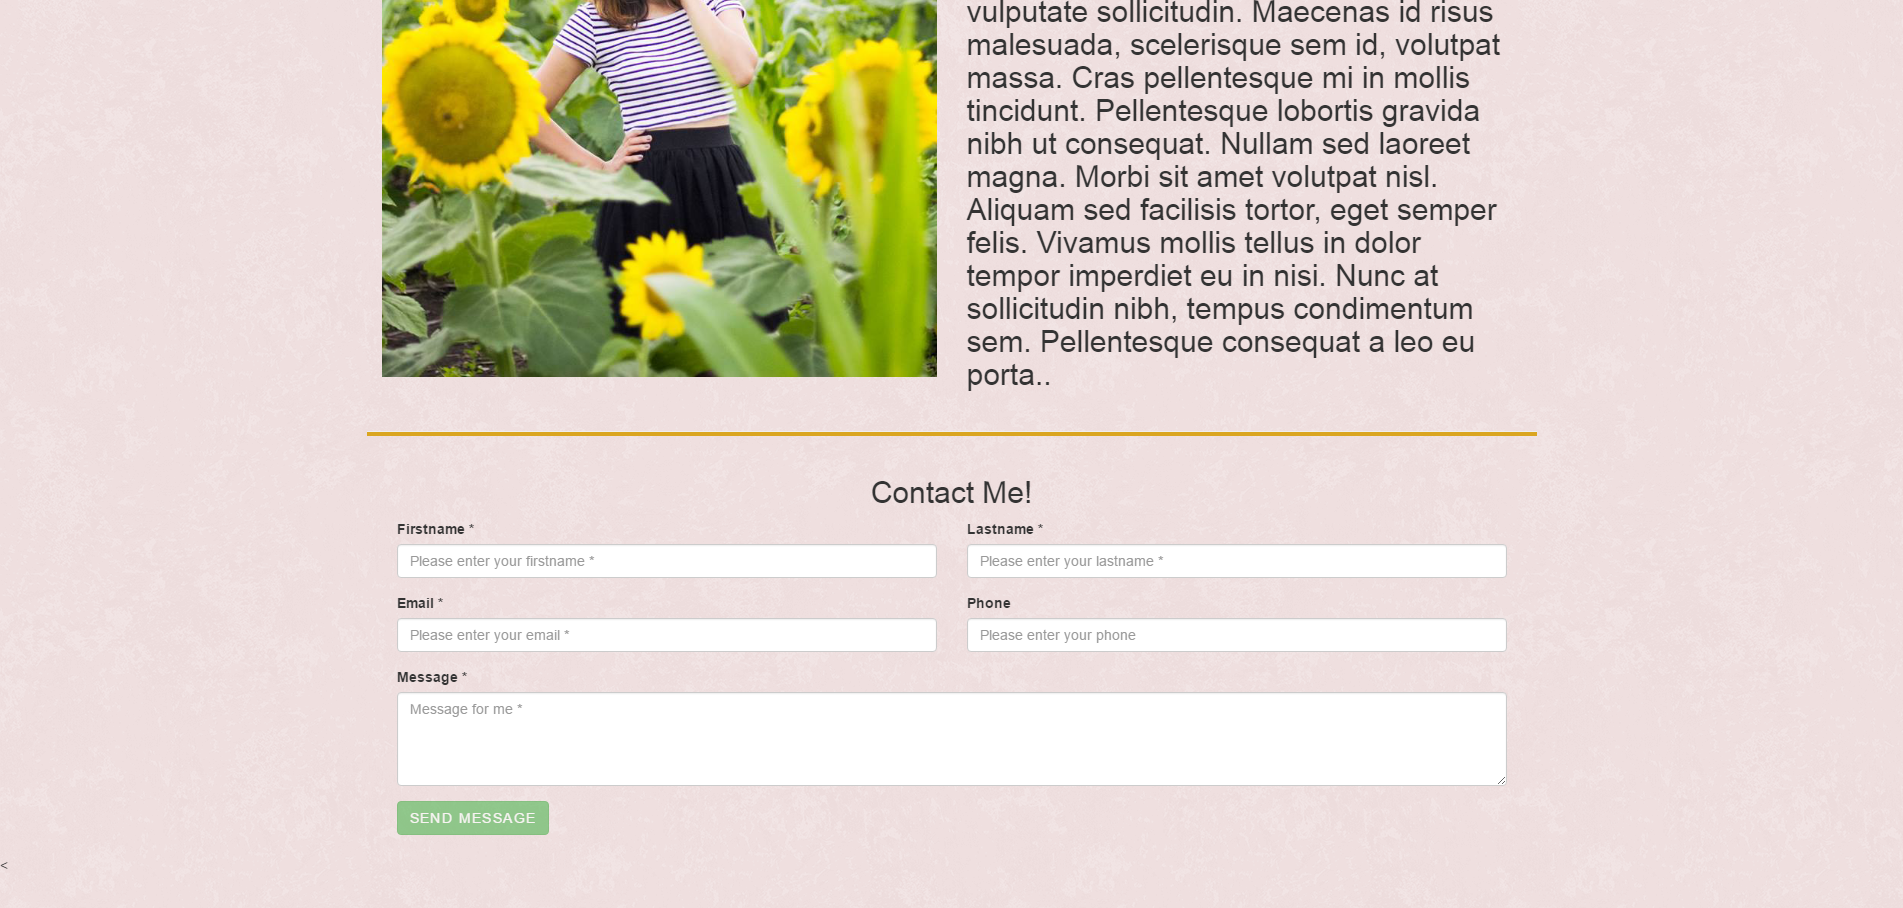 vulputate sollicitudin. Maecenas id risus
malesuada, scelerisque sem id, volutpat
massa. Cras pellentesque mi in mollis
tincidunt. Pellentesque lobortis gravida
nibh ut consequat. Nullam sed laoreet
magna. Morbi sit amet volutpat nisl.
Aliquam sed facilisis tortor, eget semper
felis. Vivamus mollis tellus in dolor
tempor imperdiet eu in nisi. Nunc at
sollicitudin nibh, tempus condimentum
sem. Pellentesque consequat a leo eu
porta..
Contact Me!
Firstname *
Please enter your firstname *
Lastname *
Please enter your lastname *
Email *
Please enter your email *
Phone
Please enter your phone
Message *
Message for me *
SEND MESSAGE
<